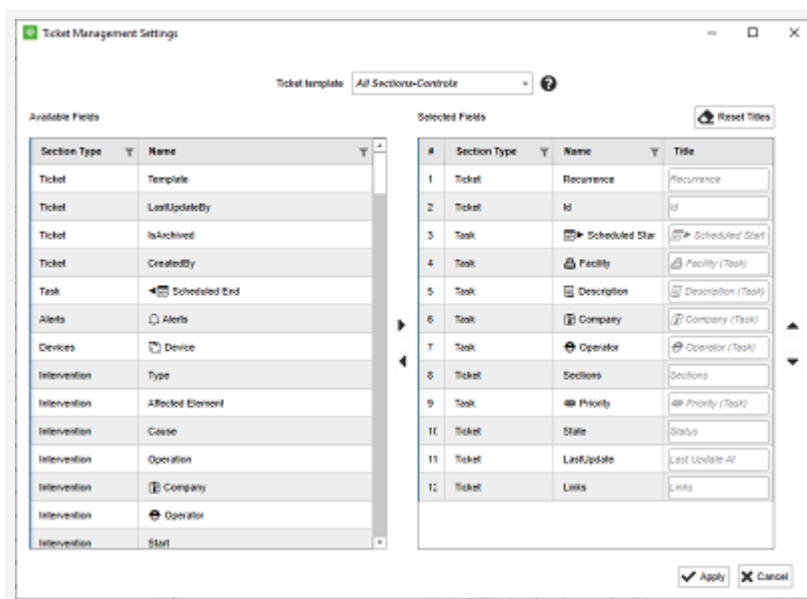 Ticket Management Settings
Ticket template All Sections-Controls
Available Fields Selected Fields Reset Titles
Section Type Name # Section Type Name Title
Ticket Template 1 Ticket Recurrence Recurrence
Ticket LastUpdateBy 2 Ticket Id Id
Ticket IsArchived 3 Task Scheduled Star Scheduled Start
Ticket CreatedBy 4 Task Facility Facility (Task)
Task Scheduled End 5 Task Description Description (Task)
Alerts Alerts 6 Task Company Company (Task)
Devices Device 7 Task Operator Operator (Task)
Intervention Type 8 Ticket Sections Sections
Intervention Affected Element 9 Task Priority Priority (Task)
Intervention Cause 10 Ticket State Status
Intervention Operation 11 Ticket LastUpdate Last Update At
Intervention Company 12 Ticket Links Links
Intervention Operator
Intervention Start
Apply Cancel